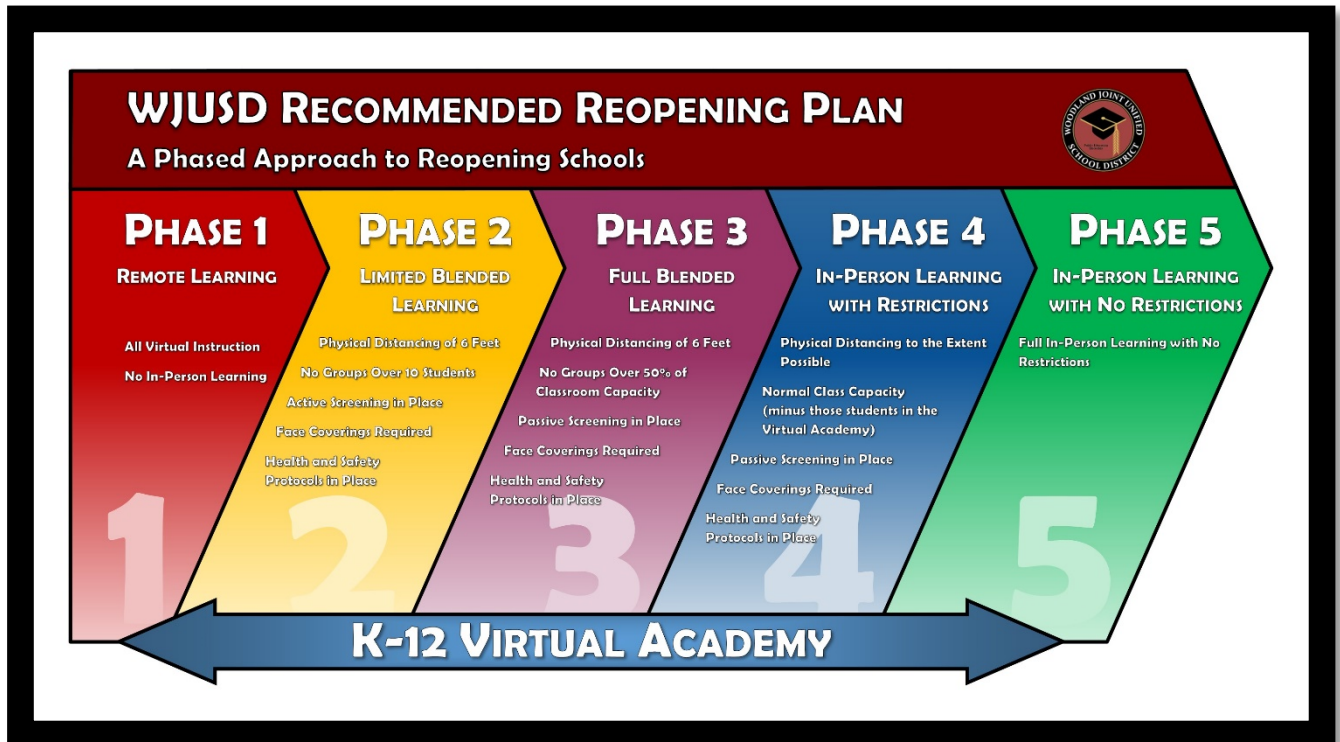 WJUSD Recommended Reopening Plan
A Phased Approach to Reopening Schools
WOODLAND JOINT UNIFIED
SCHOOL DISTRICT
Phase 1
Remote Learning
All Virtual Instruction
No In-Person Learning
Phase 2
Limited Blended
Learning
Physical Distancing of 6 Feet
No Groups Over 10 Students
Active Screening in Place
Face Coverings Required
Health and Safety
Protocols in Place
Phase 3
Full Blended
Learning
Physical Distancing of 6 Feet
No Groups Over 50% of
Classroom Capacity
Passive Screening in Place
Face Coverings Required
Health and Safety
Protocols in Place
Phase 4
In-Person Learning
with Restrictions
Physical Distancing to the Extent
Possible
Normal Class Capacity
(minus those students in the
Virtual Academy)
Passive Screening in Place
Face Coverings Required
Health and Safety
Protocols in Place
Phase 5
In-Person Learning
with No Restrictions
Full In-Person Learning with No
Restrictions
1
2
3
4
5
K-12 Virtual Academy